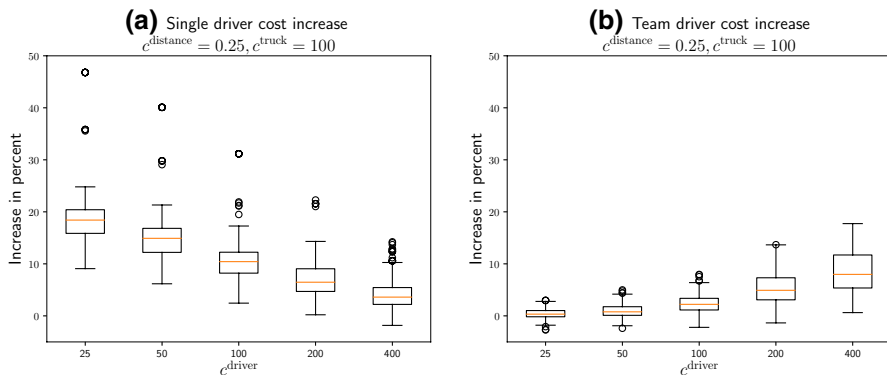 (a) Single driver cost increase
c^distance = 0.25, c^truck = 100
Increase in percent
50
40
30
20
10
0
25 50 100 200 400
c^driver
(b) Team driver cost increase
c^distance = 0.25, c^truck = 100
Increase in percent
50
40
30
20
10
0
25 50 100 200 400
c^driver